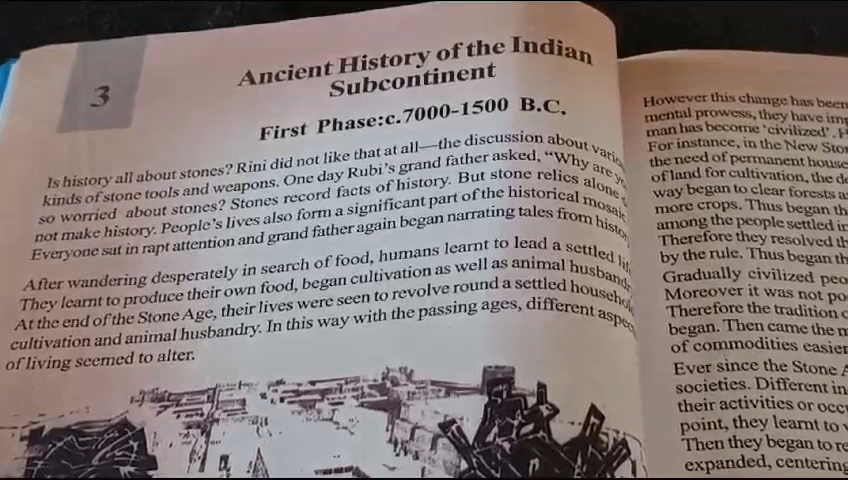 3
Ancient History of the Indian
Subcontinent
First Phase:c.7000-1500 B.C.
Is history all about stones? Rini did not like that at all—the discussion about
kinds of stone tools and weapons. One day Rubi's grand father asked, "Why are
so worried about stones? Stones record facts of history. But stone relics alone
not make history. People's lives also form a significant part of the historical mosaic
Everyone sat in rapt attention and grand father again began narrating tales from
After wandering desperately in search of food, humans learnt to lead a settled
They learnt to produce their own food, began cultivation as well as animal
At the end of the Stone Age, their lives were seen to revolve round a settled
cultivation and animal husbandry. In this way with the passing ages, different
of living seemed to alter.
However this change has been
mental prowess, they have
man has become 'civilized'.
For instance, in the New
the need of permanent
of land for cultivation, the
way began to clear forests
more crops. Thus began
among the people settled
Therefore they resolved
by the rule. Thus began
Gradually civilized
Moreover it was not
Therefore the tradition
began. Then came the
of commodities easier
Ever since the Stone
societies. Different
their activities or
point, they learnt to
Then they began to
expanded, centering